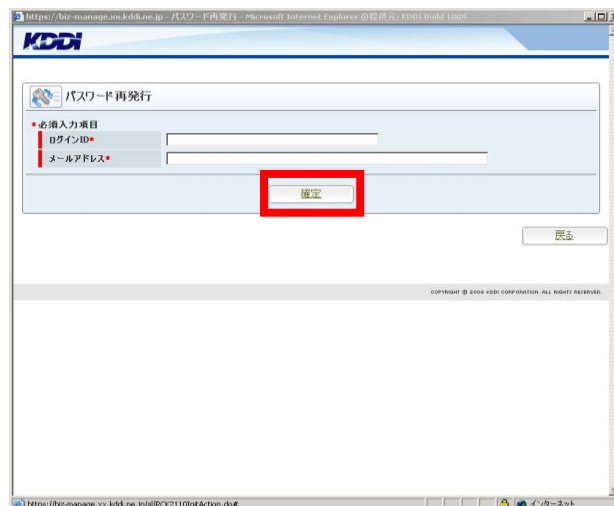 https://biz-manage.xxx.kddi.ne.jp - パスワード再発行 - Microsoft Internet Explorer の提供元: KDDI Build 1009
KDDI
パスワード再発行
*必須入力項目
ログインID*
メールアドレス*
確定
戻る
COPYRIGHT © 2009 KDDI CORPORATION. ALL RIGHTS RESERVED.
https://biz-manage.xx.kddi.ne.jp/sl/PCK2110InitAction.do#
インターネット